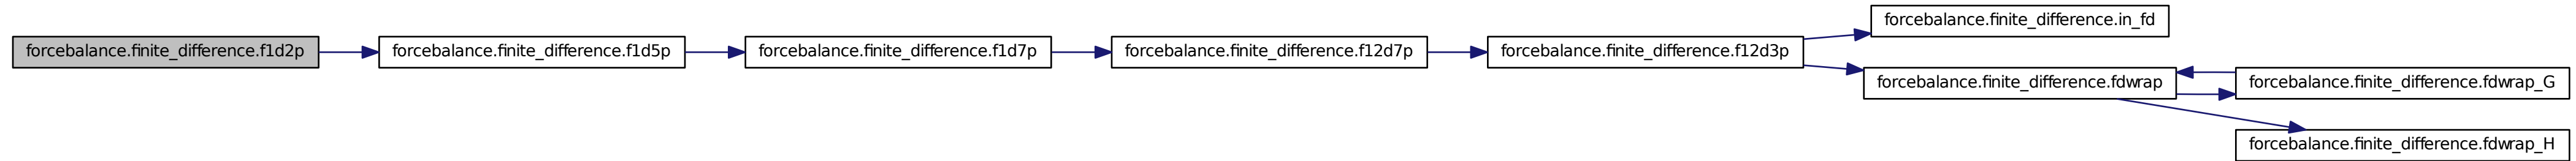 forcebalance.finite_difference.f1d2p
forcebalance.finite_difference.f1d5p
forcebalance.finite_difference.f1d7p
forcebalance.finite_difference.f12d7p
forcebalance.finite_difference.f12d3p
forcebalance.finite_difference.in_fd
forcebalance.finite_difference.fdwrap
forcebalance.finite_difference.fdwrap_G
forcebalance.finite_difference.fdwrap_H